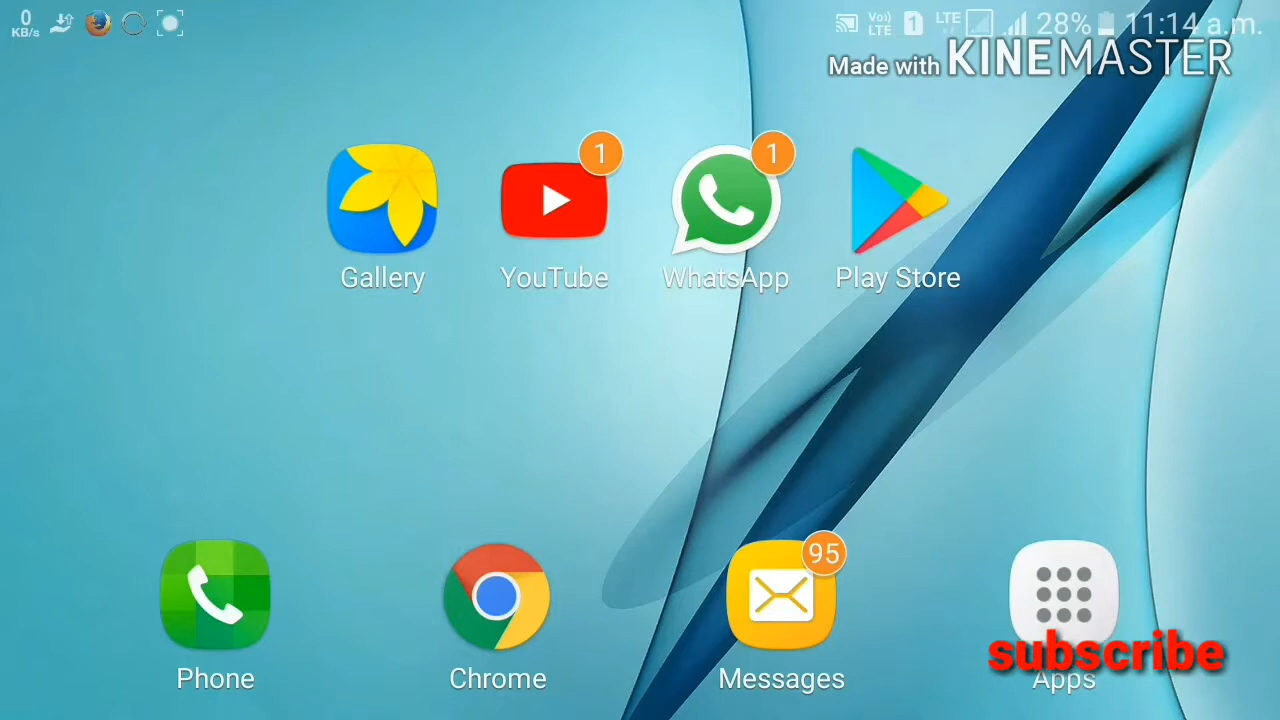 0
KB/s
Vo))
LTE
1
LTE
28%
11:14 a.m.
Made with KINEMASTER
1
1
Gallery
YouTube
WhatsApp
Play Store
95
Phone
Chrome
Messages
Apps
subscribe